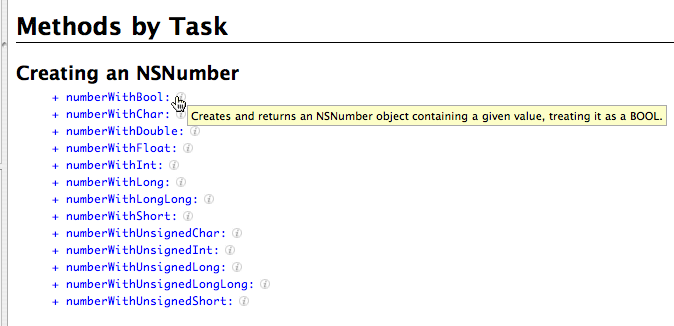 Methods by Task
Creating an NSNumber
+ numberWithBool:
+ numberWithChar:
Creates and returns an NSNumber object containing a given value, treating it as a BOOL.
+ numberWithDouble:
+ numberWithFloat:
+ numberWithInt:
+ numberWithLong:
+ numberWithLongLong:
+ numberWithShort:
+ numberWithUnsignedChar:
+ numberWithUnsignedInt:
+ numberWithUnsignedLong:
+ numberWithUnsignedLongLong:
+ numberWithUnsignedShort: